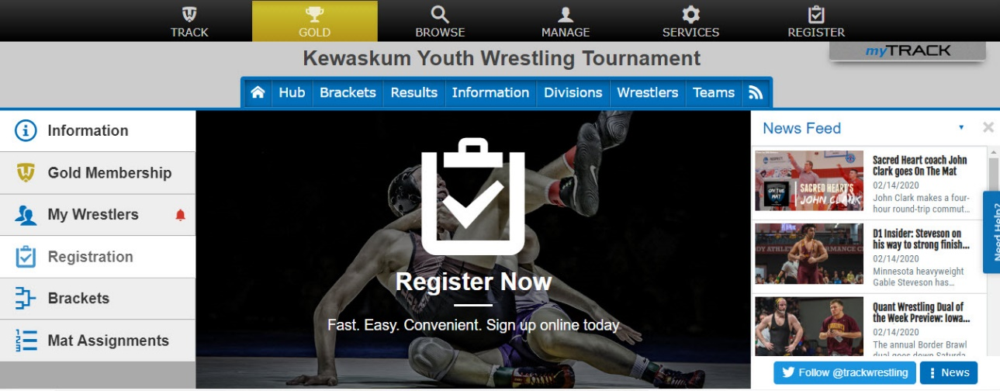 TRACK
GOLD
BROWSE
MANAGE
SERVICES
REGISTER
Kewaskum Youth Wrestling Tournament
myTRACK
Hub
Brackets
Results
Information
Divisions
Wrestlers
Teams
Information
Gold Membership
My Wrestlers
Registration
Brackets
Mat Assignments
Register Now
Fast. Easy. Convenient. Sign up online today
News Feed
ON THE
MAT
SACRED HEART'S
JOHN CLARK
Sacred Heart coach John
Clark goes On The Mat
02/14/2020
John Clark makes a four-
hour round-trip commut...
D1 Insider: Steveson on
his way to strong finish...
02/14/2020
Minnesota heavyweight
Gable Steveson has...
Quant Wrestling Dual of
the Week Preview: Iowa...
02/14/2020
The annual Border Brawl
dual goes down Saturda
Need Help?
Follow @trackwrestling
News